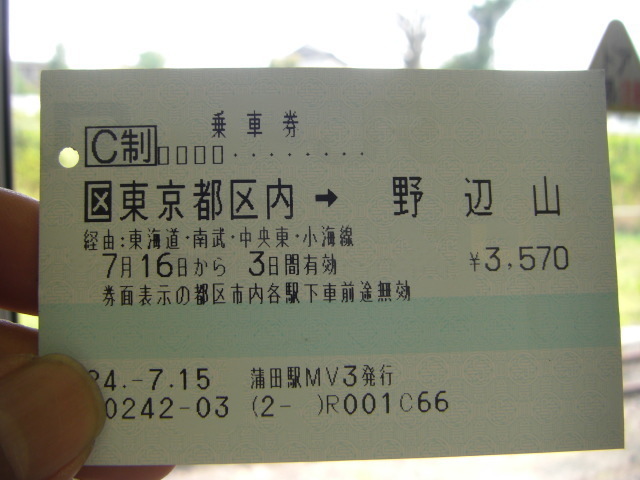 乗車券
C制 □□□□・・・・・・・・
区 東京都区内 → 野辺山
経由:東海道・南武・中央東・小海線
7月16日から 3日間有効 ¥3,570
券面表示の都区市内各駅下車前途無効
24.-7.15 蒲田駅MV3発行
0242-03 (2- )R001C66